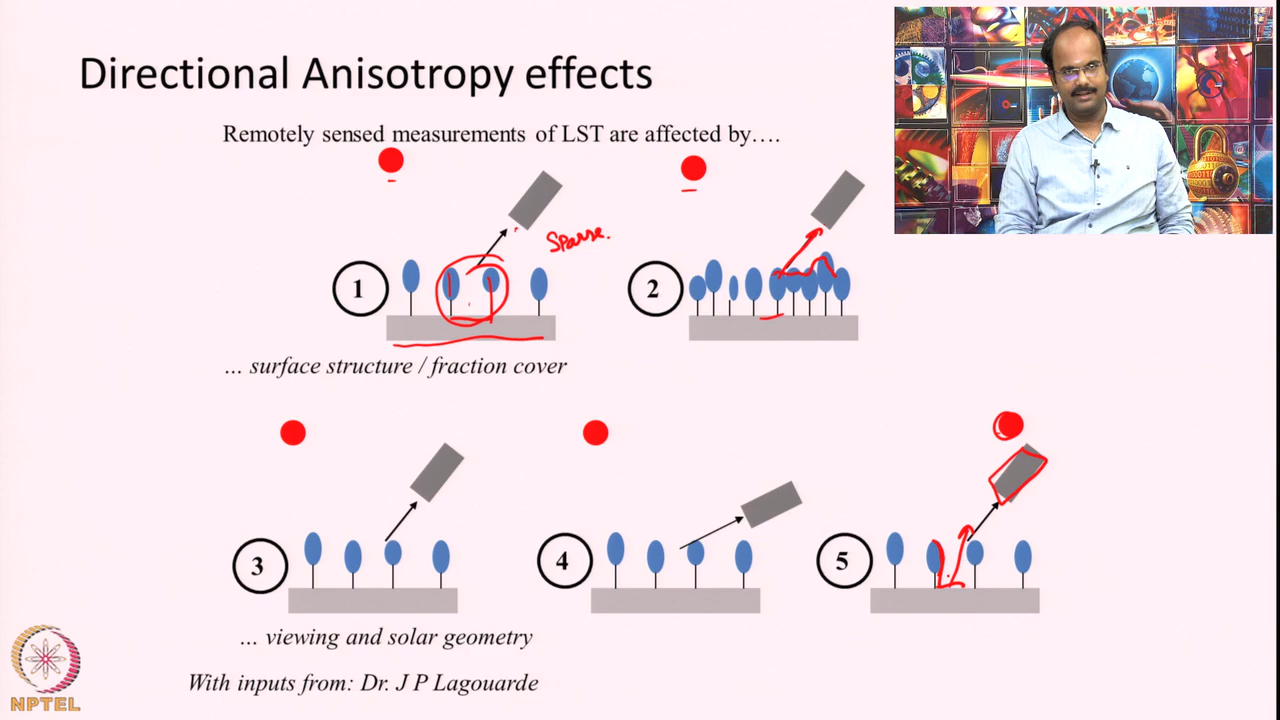 Directional Anisotropy effects
Remotely sensed measurements of LST are affected by….
Sparse.
1
2
… surface structure / fraction cover
3
4
5
… viewing and solar geometry
With inputs from: Dr. J P Lagouarde
NPTEL